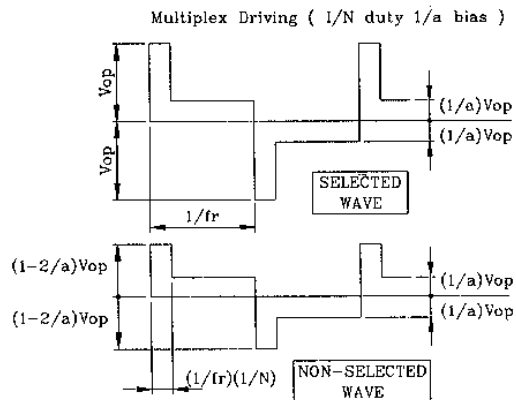 Multiplex Driving ( I/N duty 1/a bias )
Vop
(1/a)Vop
Vop
(1/a)Vop
SELECTED
WAVE
1/fr
(1-2/a)Vop
(1/a)Vop
(1-2/a)Vop
(1/a)Vop
(1/fr)(1/N)
NON-SELECTED
WAVE